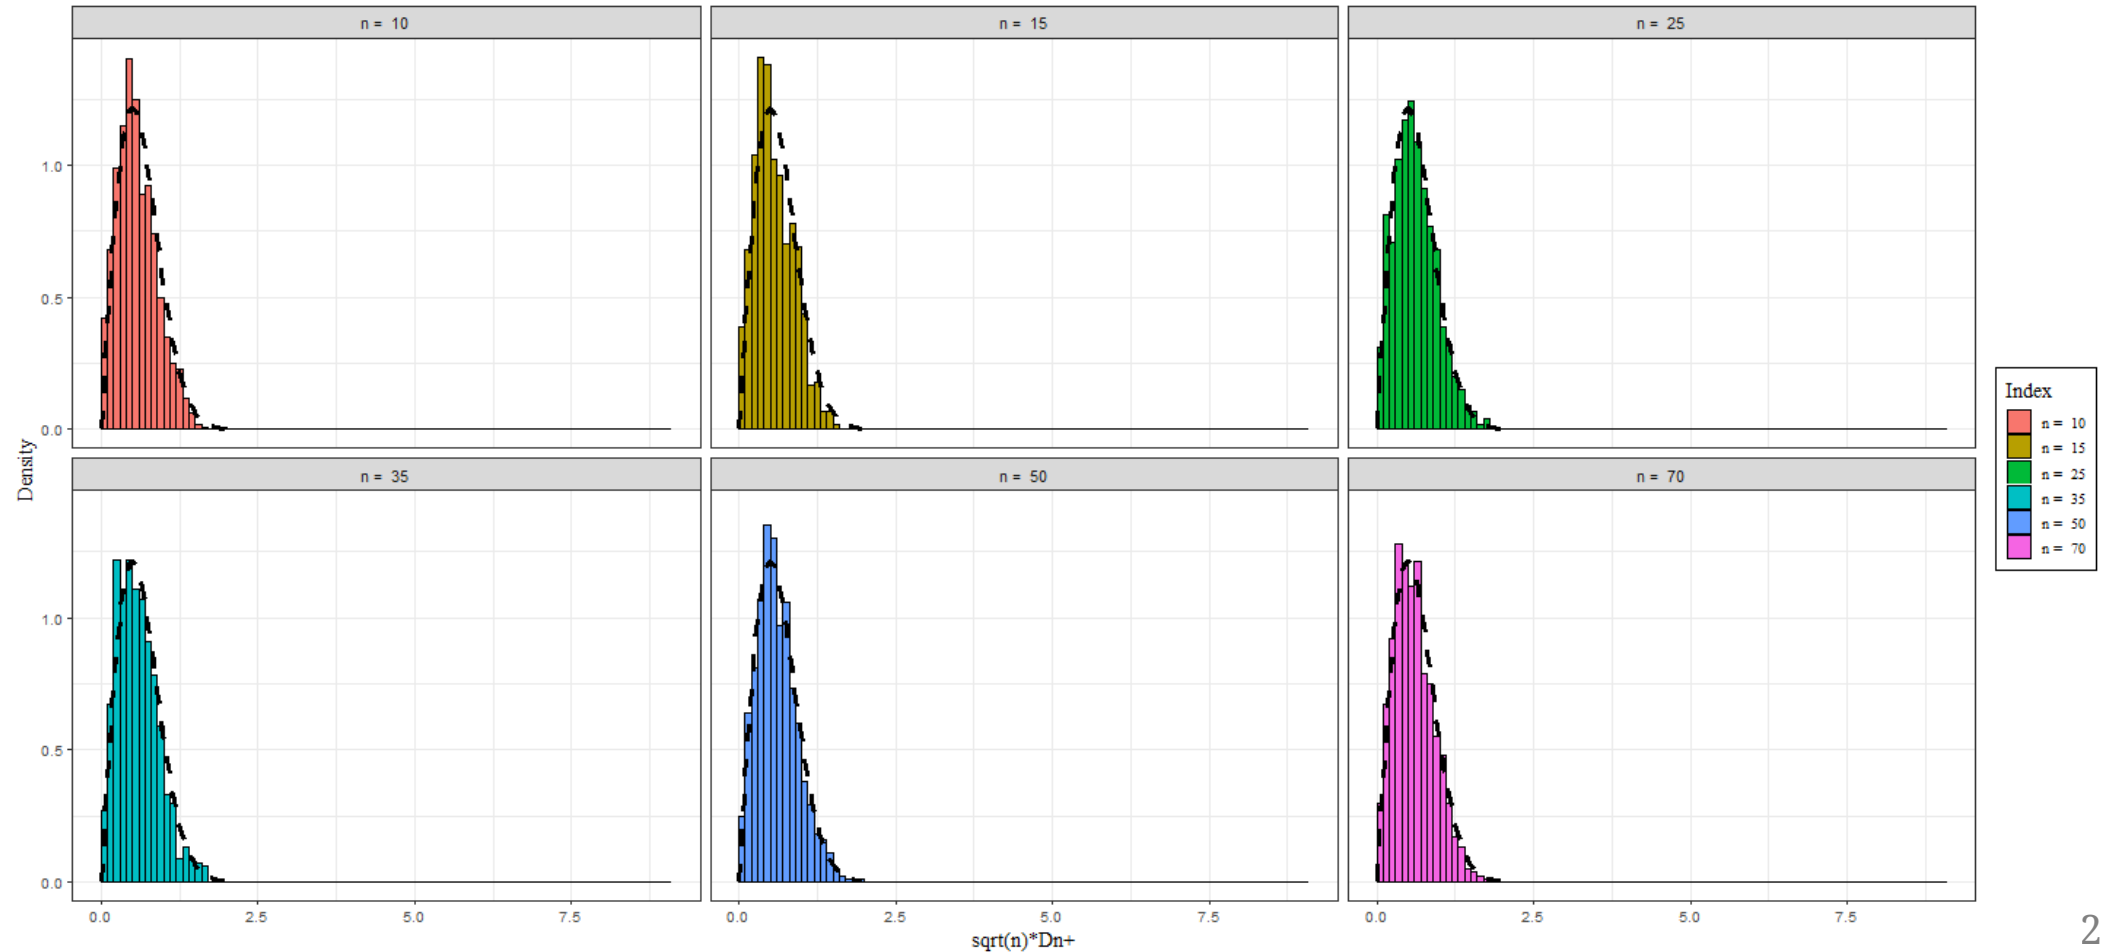 n = 10
n = 15
n = 25
1.0
0.5
0.0
Density
n = 35
n = 50
n = 70
1.0
0.5
0.0
0.0 2.5 5.0 7.5
0.0 2.5 5.0 7.5
0.0 2.5 5.0 7.5
sqrt(n)*Dn+
Index
n = 10
n = 15
n = 25
n = 35
n = 50
n = 70
2